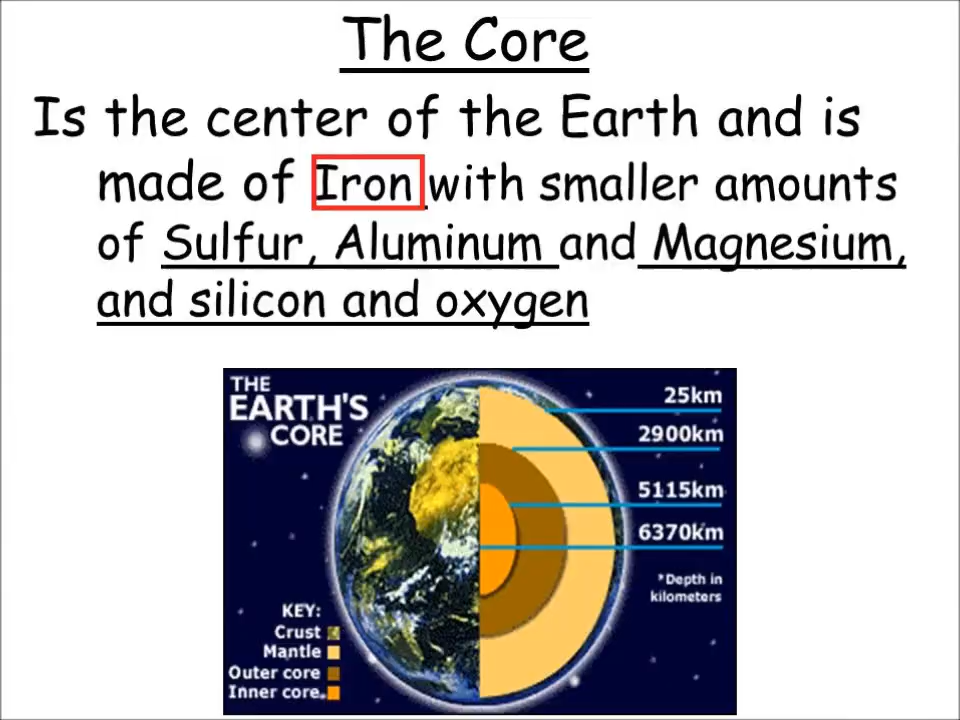 The Core
Is the center of the Earth and is
made of Iron with smaller amounts
of Sulfur, Aluminum and Magnesium,
and silicon and oxygen
THE
EARTH'S
CORE
25km
2900km
5115km
6370km
*Depth in
kilometers
KEY:
Crust
Mantle
Outer core
Inner core